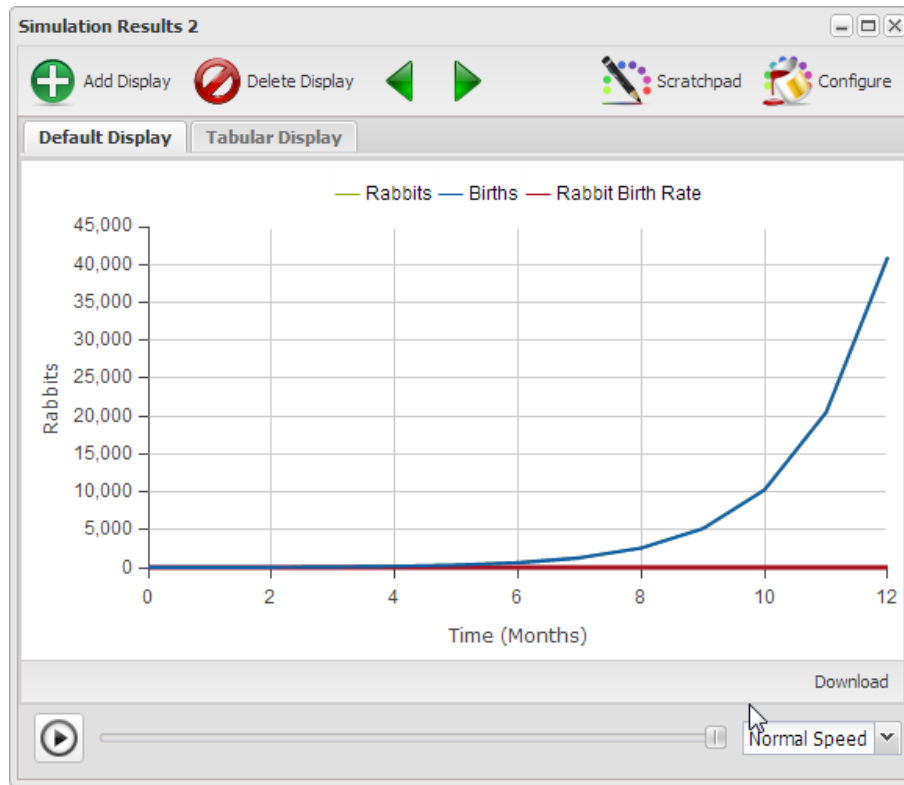 Simulation Results 2
Add Display Delete Display Scratchpad Configure
Default Display Tabular Display
Rabbits Births Rabbit Birth Rate
45,000
40,000
35,000
30,000
25,000
20,000
15,000
10,000
5,000
0
Rabbits
0 2 4 6 8 10 12
Time (Months)
Download
Normal Speed